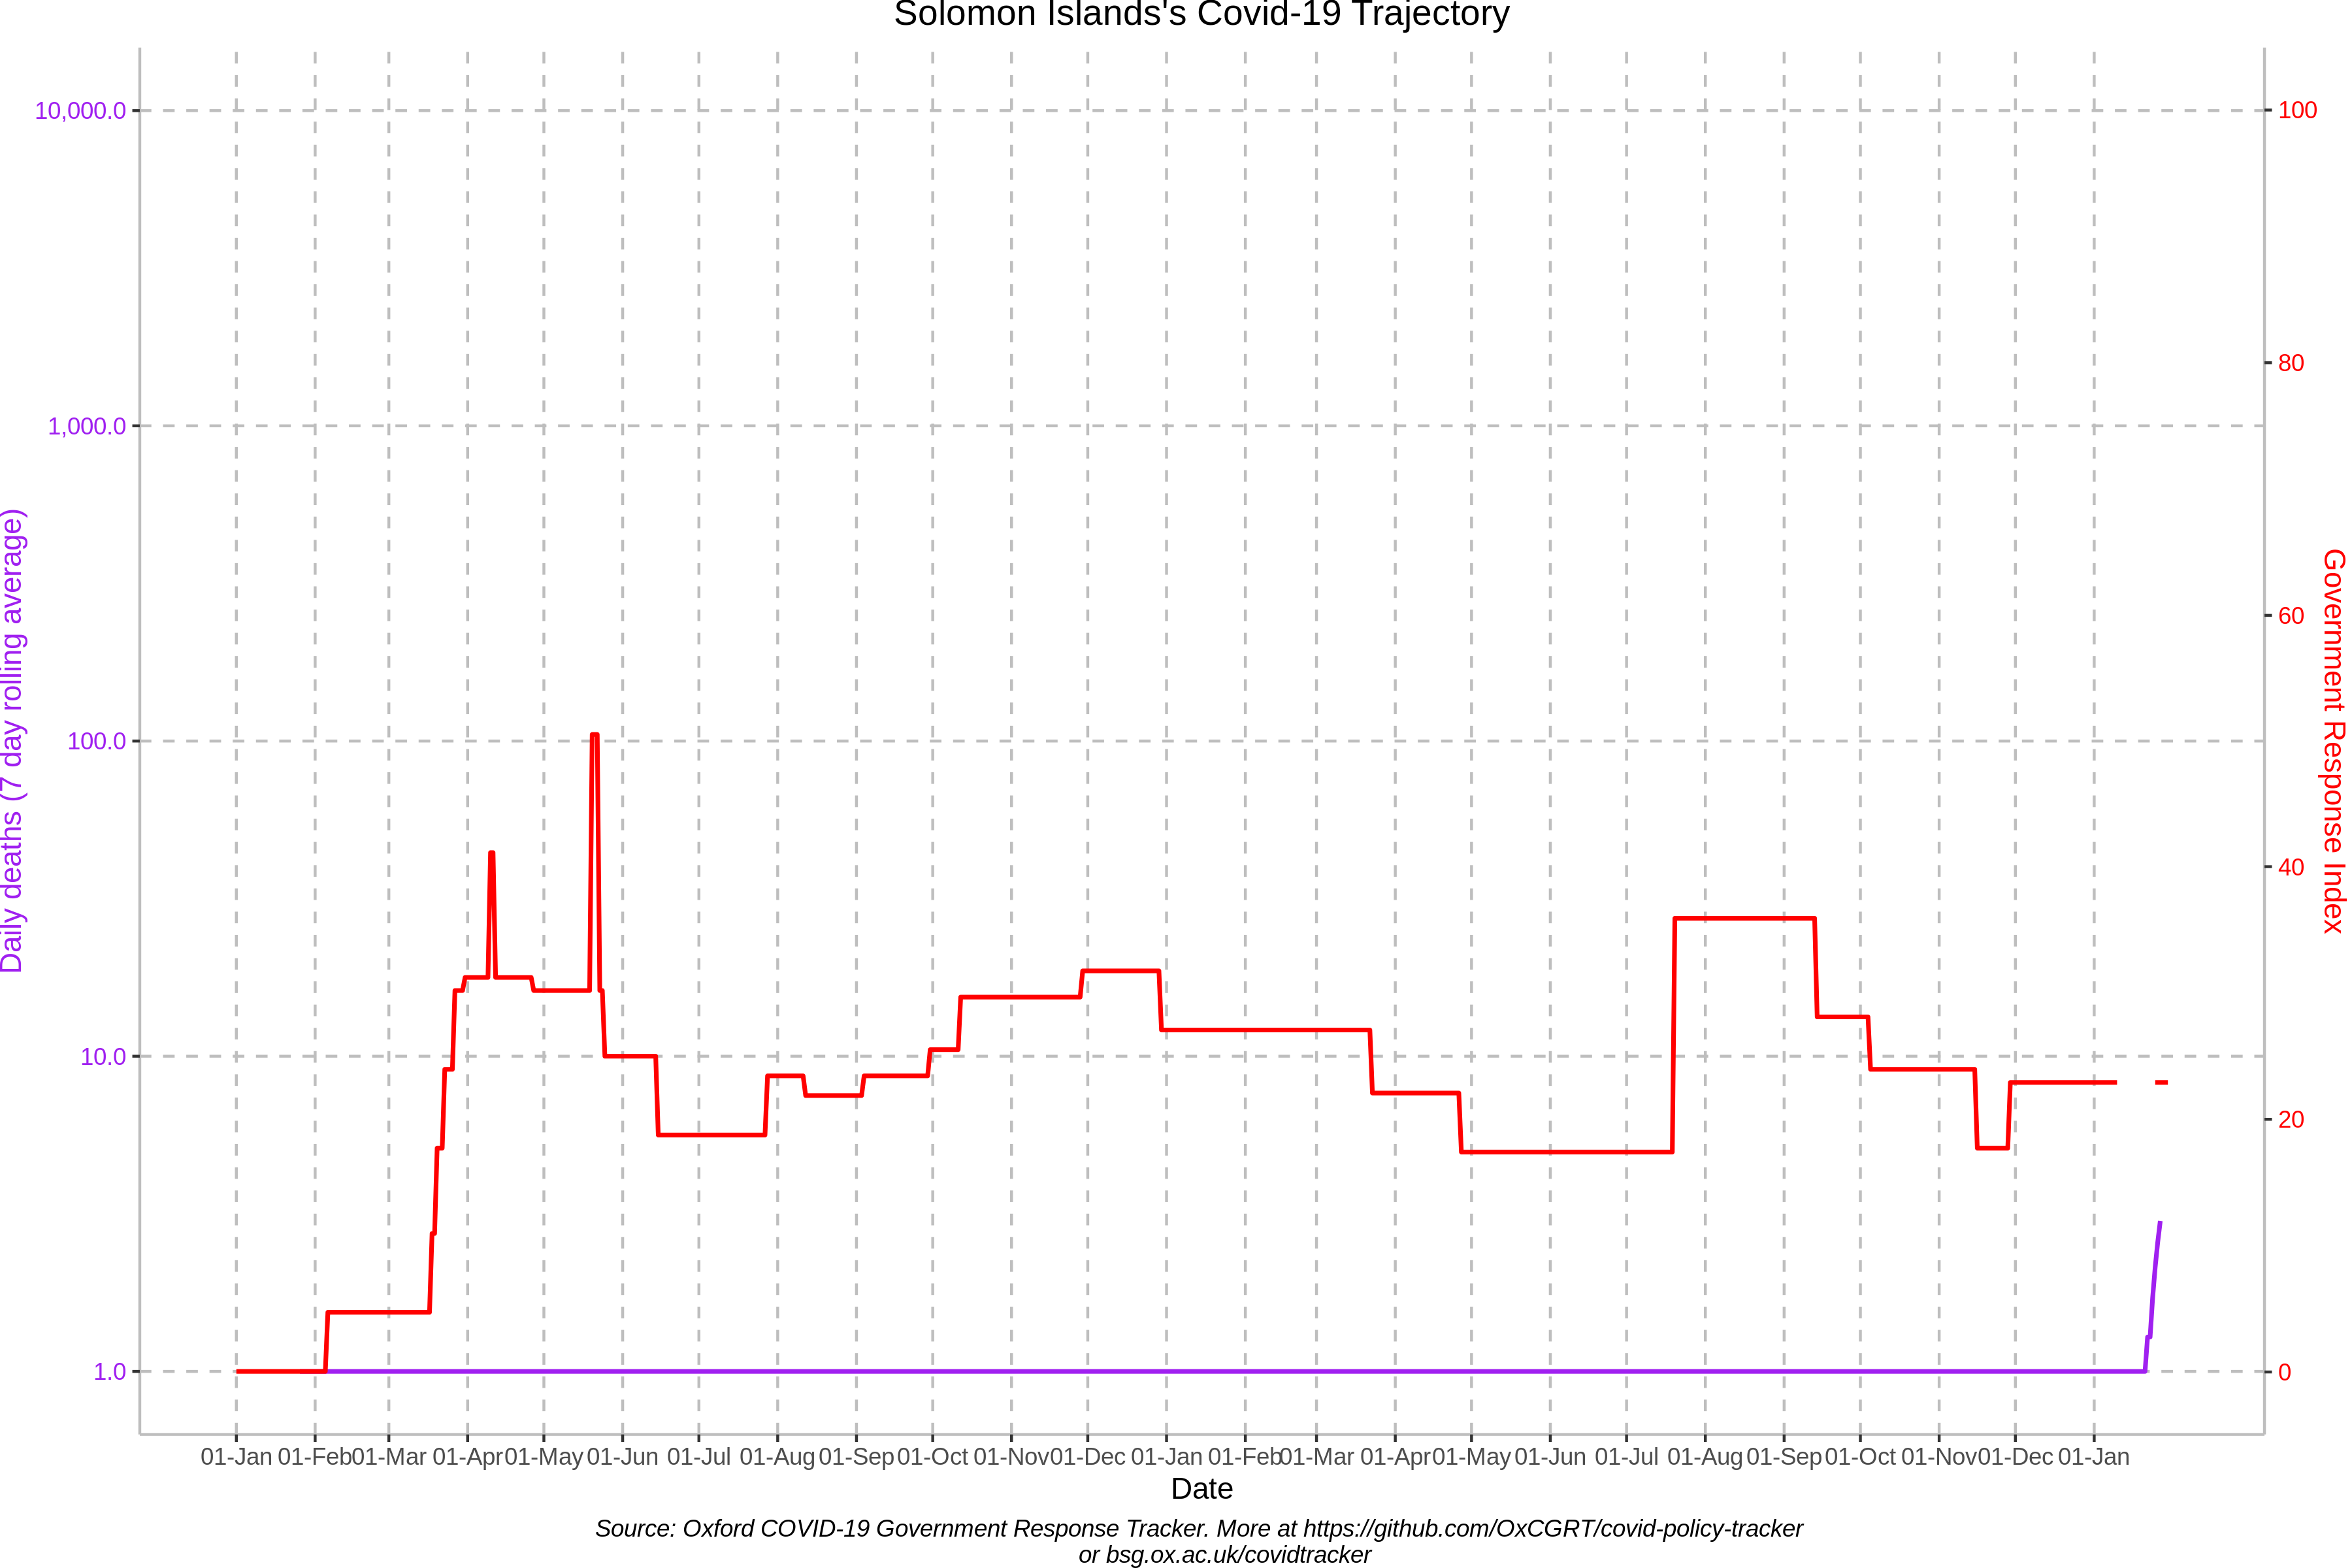 Solomon Islands's Covid-19 Trajectory
10,000.0
1,000.0
100.0
10.0
1.0
Daily deaths (7 day rolling average)
100
80
60
40
20
0
Government Response Index
01-Jan 01-Feb 01-Mar 01-Apr 01-May 01-Jun 01-Jul 01-Aug 01-Sep 01-Oct 01-Nov 01-Dec 01-Jan 01-Feb 01-Mar 01-Apr 01-May 01-Jun 01-Jul 01-Aug 01-Sep 01-Oct 01-Nov 01-Dec 01-Jan
Date
Source: Oxford COVID-19 Government Response Tracker. More at https://github.com/OxCGRT/covid-policy-tracker
or bsg.ox.ac.uk/covidtracker